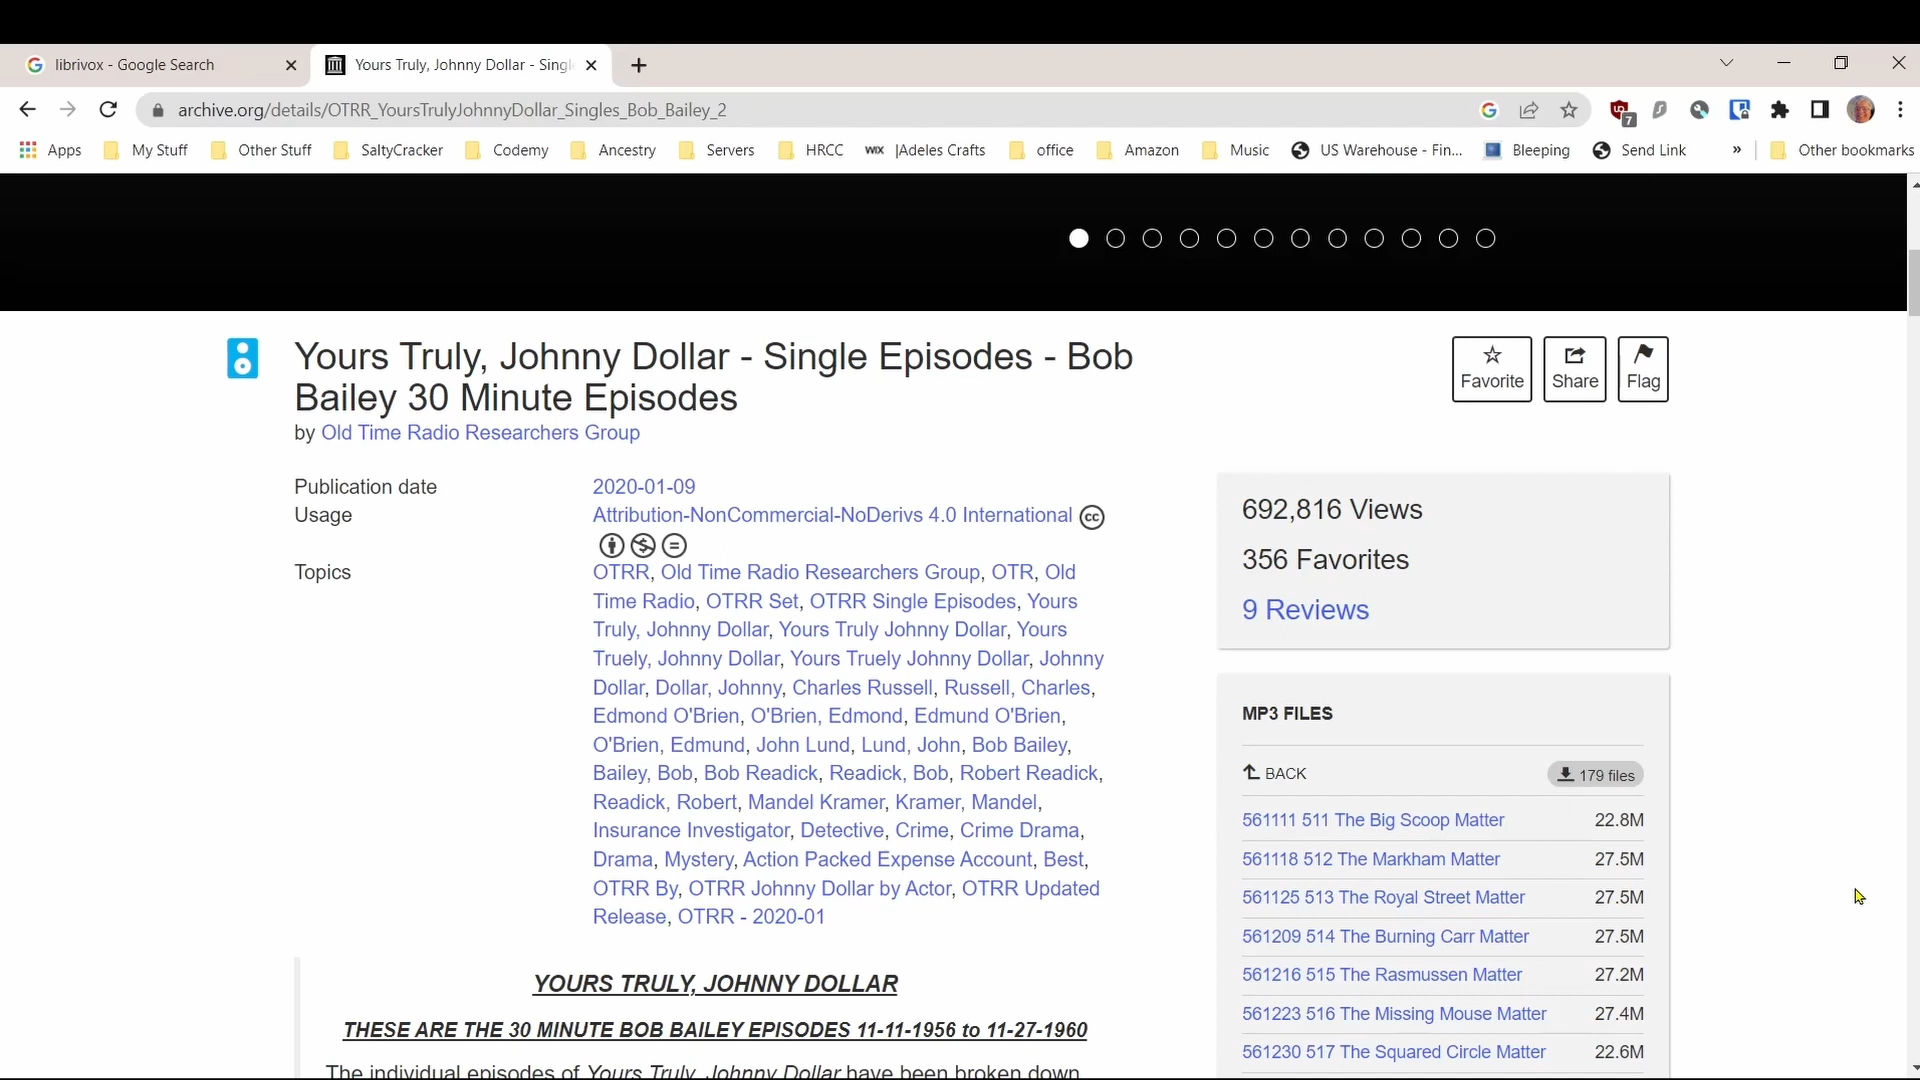 librivox - Google Search
Yours Truly, Johnny Dollar - Singl
archive.org/details/OTRR_YoursTrulyJohnnyDollar_Singles_Bob_Bailey_2
7
Apps My Stuff Other Stuff SaltyCracker Codemy Ancestry Servers HRCC WIX |Adeles Crafts office Amazon Music US Warehouse - Fin... Bleeping Send Link » Other bookmarks
Yours Truly, Johnny Dollar - Single Episodes - Bob
Bailey 30 Minute Episodes
by Old Time Radio Researchers Group
Favorite Share Flag
Publication date 2020-01-09
Usage Attribution-NonCommercial-NoDerivs 4.0 International cc
Topics OTRR, Old Time Radio Researchers Group, OTR, Old
Time Radio, OTRR Set, OTRR Single Episodes, Yours
Truly, Johnny Dollar, Yours Truly Johnny Dollar, Yours
Truely, Johnny Dollar, Yours Truely Johnny Dollar, Johnny
Dollar, Dollar, Johnny, Charles Russell, Russell, Charles,
Edmond O'Brien, O'Brien, Edmond, Edmund O'Brien,
O'Brien, Edmund, John Lund, Lund, John, Bob Bailey,
Bailey, Bob, Bob Readick, Readick, Bob, Robert Readick,
Readick, Robert, Mandel Kramer, Kramer, Mandel,
Insurance Investigator, Detective, Crime, Crime Drama,
Drama, Mystery, Action Packed Expense Account, Best,
OTRR By, OTRR Johnny Dollar by Actor, OTRR Updated
Release, OTRR - 2020-01
YOURS TRULY, JOHNNY DOLLAR
THESE ARE THE 30 MINUTE BOB BAILEY EPISODES 11-11-1956 to 11-27-1960
The individual episodes of Yours Truly, Johnny Dollar have been broken down
692,816 Views
356 Favorites
9 Reviews
MP3 FILES
BACK 179 files
561111 511 The Big Scoop Matter 22.8M
561118 512 The Markham Matter 27.5M
561125 513 The Royal Street Matter 27.5M
561209 514 The Burning Carr Matter 27.5M
561216 515 The Rasmussen Matter 27.2M
561223 516 The Missing Mouse Matter 27.4M
561230 517 The Squared Circle Matter 22.6M